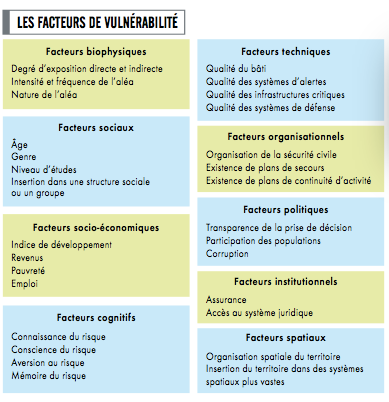 LES FACTEURS DE VULNÉRABILITÉ
Facteurs biophysiques
Degré d'exposition directe et indirecte
Intensité et fréquence de l'aléa
Nature de l'aléa
Facteurs sociaux
Âge
Genre
Niveau d'études
Insertion dans une structure sociale
ou un groupe
Facteurs socio-économiques
Indice de développement
Revenus
Pauvreté
Emploi
Facteurs cognitifs
Connaissance du risque
Conscience du risque
Aversion au risque
Mémoire du risque
Facteurs techniques
Qualité du bâti
Qualité des systèmes d'alertes
Qualité des infrastructures critiques
Qualité des systèmes de défense
Facteurs organisationnels
Organisation de la sécurité civile
Existence de plans de secours
Existence de plans de continuité d'activité
Facteurs politiques
Transparence de la prise de décision
Participation des populations
Corruption
Facteurs institutionnels
Assurance
Accès au système juridique
Facteurs spatiaux
Organisation spatiale du territoire
Insertion du territoire dans des systèmes
spatiaux plus vastes